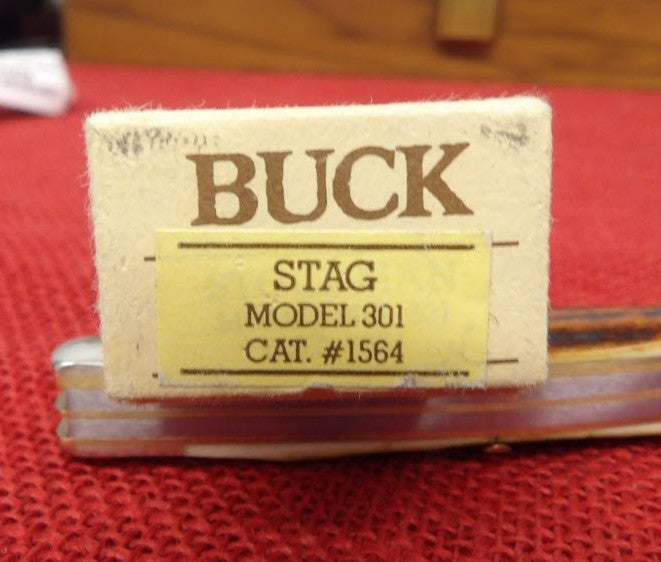 BUCK
STAG
MODEL 301
CAT. #1564